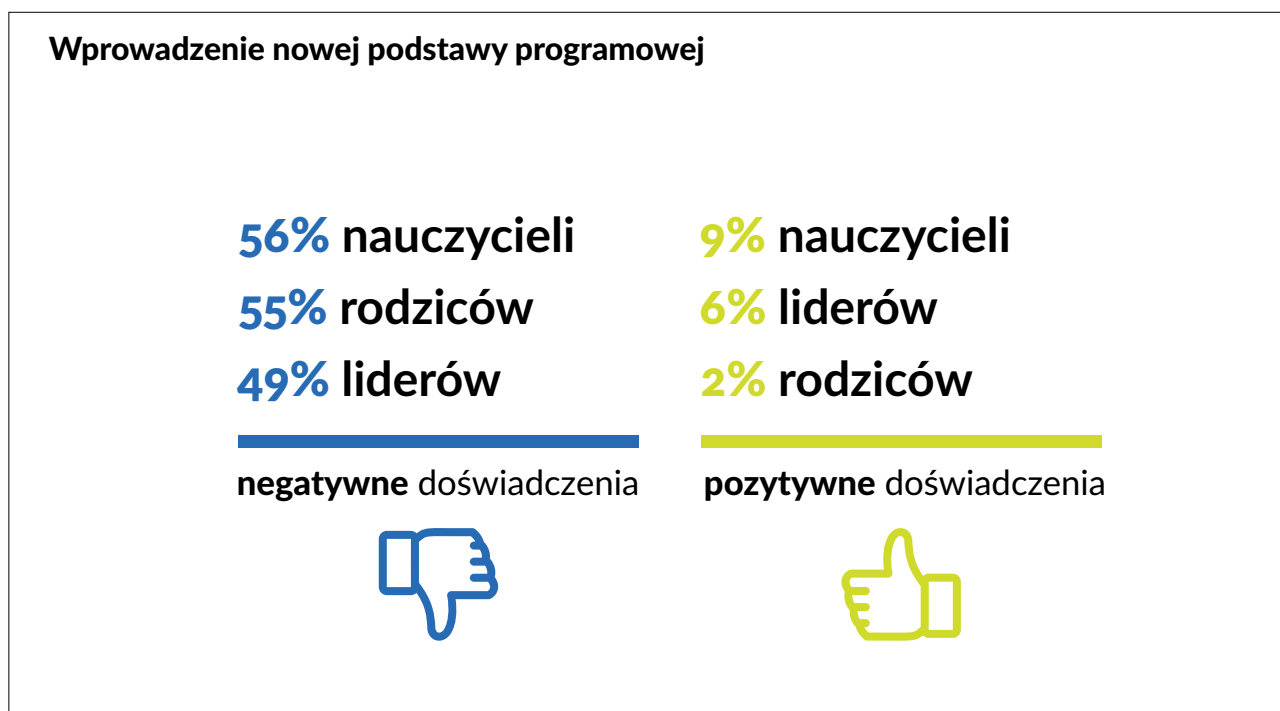 Wprowadzenie nowej podstawy programowej
56% nauczycieli
55% rodziców
49% liderów
negatywne doświadczenia
9% nauczycieli
6% liderów
2% rodziców
pozytywne doświadczenia